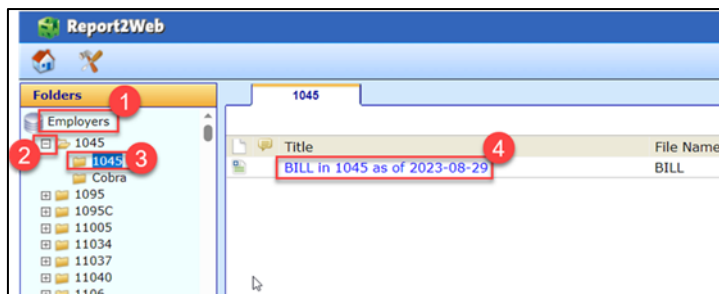 Report2Web
Folders
1
1045
Employers
2
1045
3
1045
Cobra
1095
1095C
11005
11034
11037
11040
1106
4
Title
File Name
BILL in 1045 as of 2023-08-29
BILL